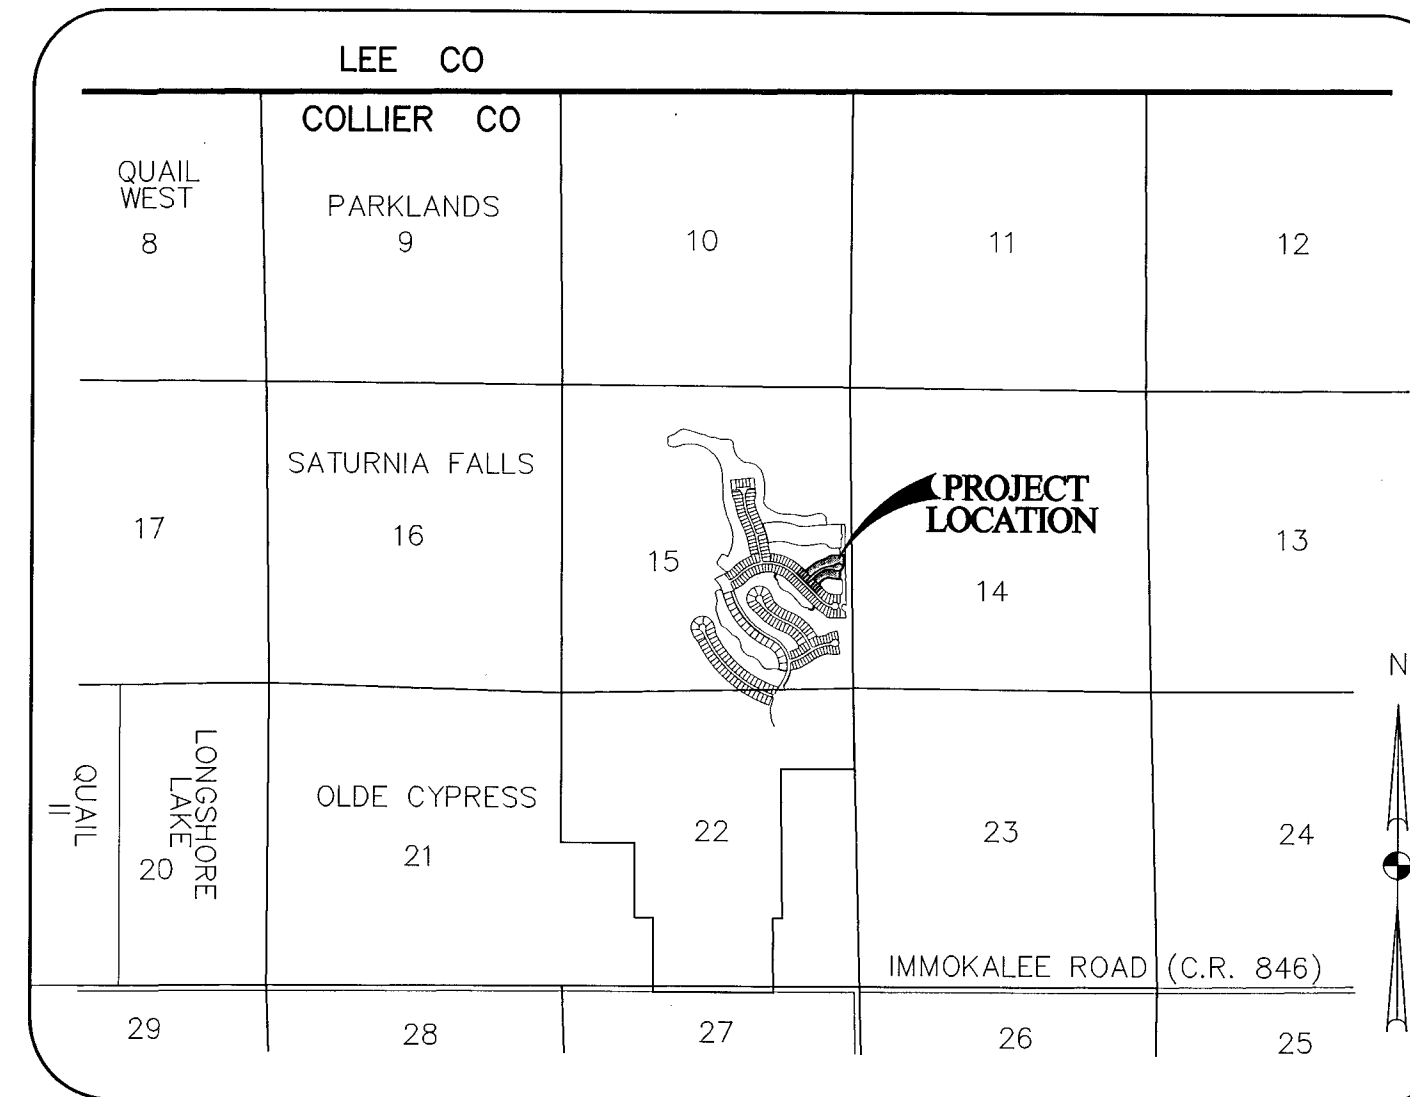 LEE CO
COLLIER CO
QUAIL
WEST
8
PARKLANDS
9
10
11
12
17
SATURNIA FALLS
16
15
PROJECT
LOCATION
14
13
N
QUAIL
II
LONGSHORE
LAKE
20
OLDE CYPRESS
21
22
23
24
IMMOKALEE ROAD (C.R. 846)
29
28
27
26
25